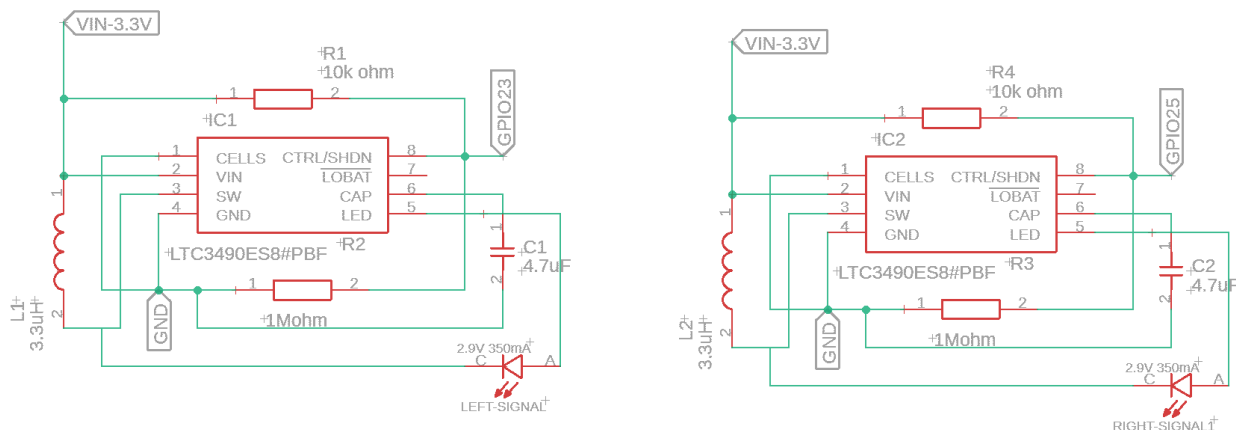 VIN-3.3V
R1
10k ohm
1 2
IC1
GPIO23
1 CELLS CTRL/SHDN 8
2 VIN LOBAT 7
3 SW CAP 6
4 GND LED 5
R2
LTC3490ES8#PBF
1
2
L1
3.3uH
1
2
C1
4.7uF
1 2
1Mohm
GND
2.9V 350mA
C A
LEFT-SIGNAL
VIN-3.3V
R4
10k ohm
1 2
IC2
GPIO25
1 CELLS CTRL/SHDN 8
2 VIN LOBAT 7
3 SW CAP 6
4 GND LED 5
R3
LTC3490ES8#PBF
1
2
L2
3.3uH
1
2
C2
4.7uF
1 2
1Mohm
GND
2.9V 350mA
C A
RIGHT-SIGNAL1